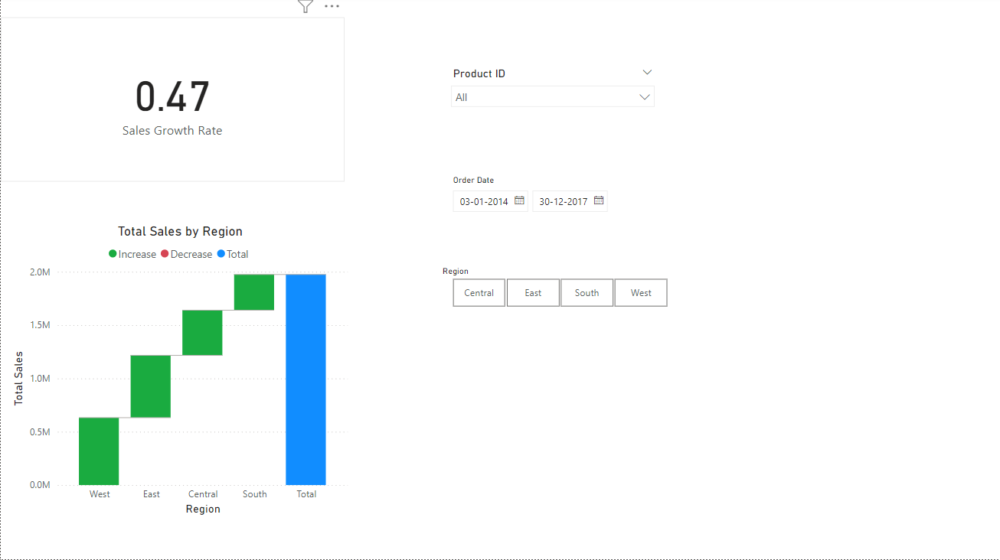 0.47
Sales Growth Rate
Product ID
All
Order Date
03-01-2014 30-12-2017
Region
Central East South West
Total Sales by Region
Increase Decrease Total
2.0M
1.5M
1.0M
0.5M
0.0M
Total Sales
West East Central South Total
Region